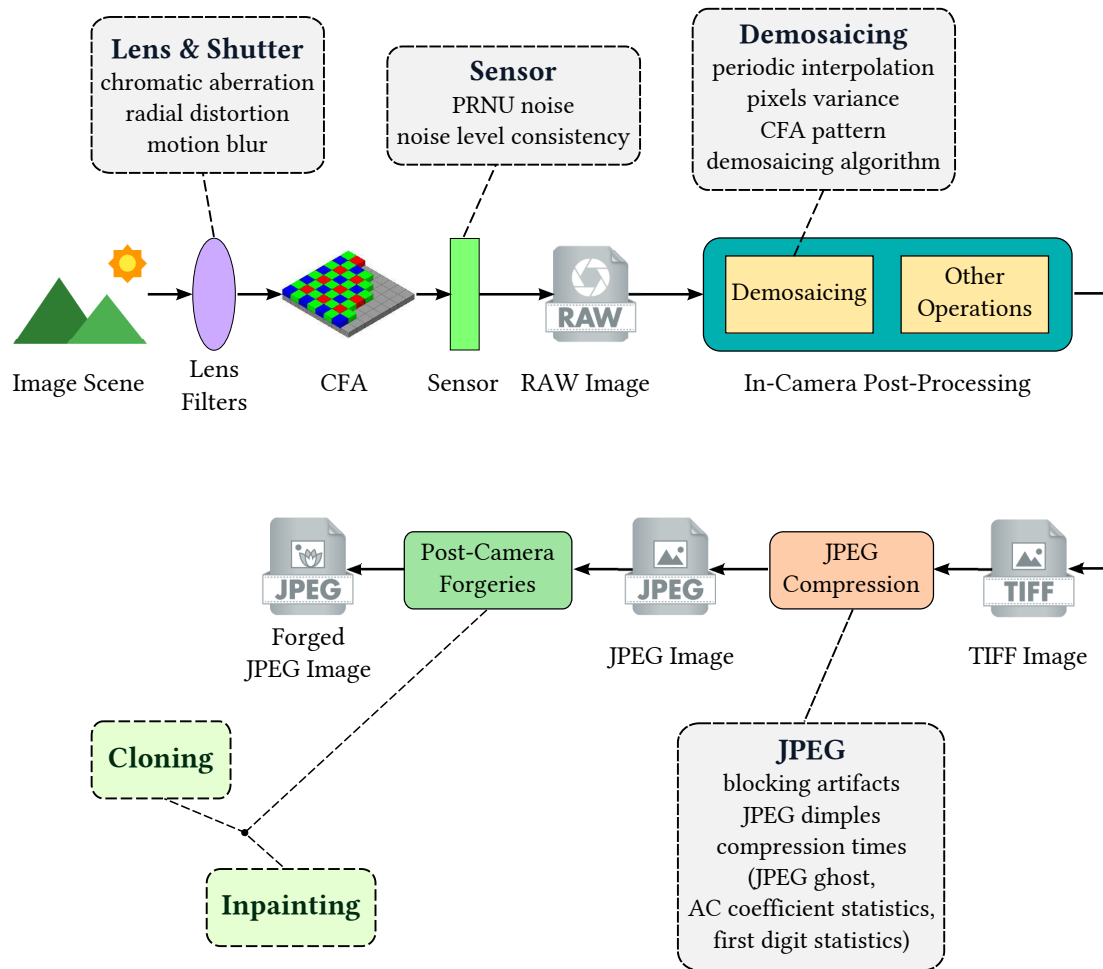 Lens & Shutter
chromatic aberration
radial distortion
motion blur
Sensor
PRNU noise
noise level consistency
Demosaicing
periodic interpolation
pixels variance
CFA pattern
demosaicing algorithm
Image Scene
Lens
Filters
CFA
Sensor
RAW
RAW Image
Demosaicing
Other
Operations
In-Camera Post-Processing
JPEG
Forged
JPEG Image
Post-Camera
Forgeries
JPEG
JPEG Image
JPEG
Compression
TIFF
TIFF Image
Cloning
Inpainting
JPEG
blocking artifacts
JPEG dimples
compression times
(JPEG ghost,
AC coefficient statistics,
first digit statistics)